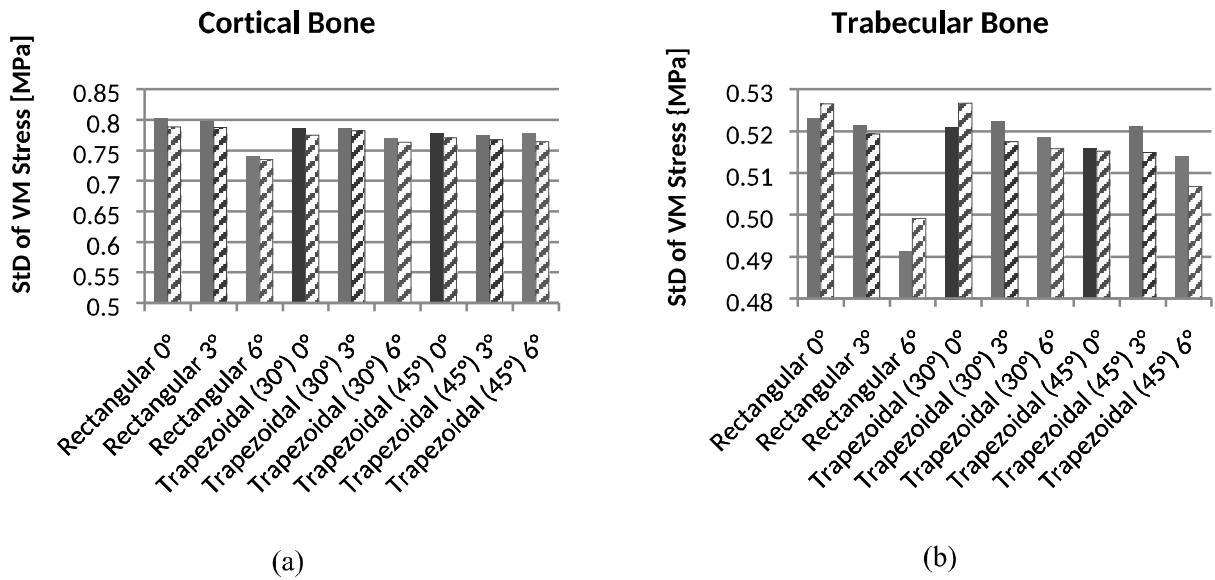 Cortical Bone
StD of VM Stress [MPa]
0.85
0.8
0.75
0.7
0.65
0.6
0.55
0.5
Rectangular 0°
Rectangular 3°
Rectangular 6°
Trapezoidal (30°) 0°
Trapezoidal (30°) 3°
Trapezoidal (30°) 6°
Trapezoidal (45°) 0°
Trapezoidal (45°) 3°
Trapezoidal (45°) 6°
(a)
Trabecular Bone
StD of VM Stress {MPa]
0.53
0.52
0.51
0.50
0.49
0.48
Rectangular 0°
Rectangular 3°
Rectangular 6°
Trapezoidal (30°) 0°
Trapezoidal (30°) 3°
Trapezoidal (30°) 6°
Trapezoidal (45°) 0°
Trapezoidal (45°) 3°
Trapezoidal (45°) 6°
(b)